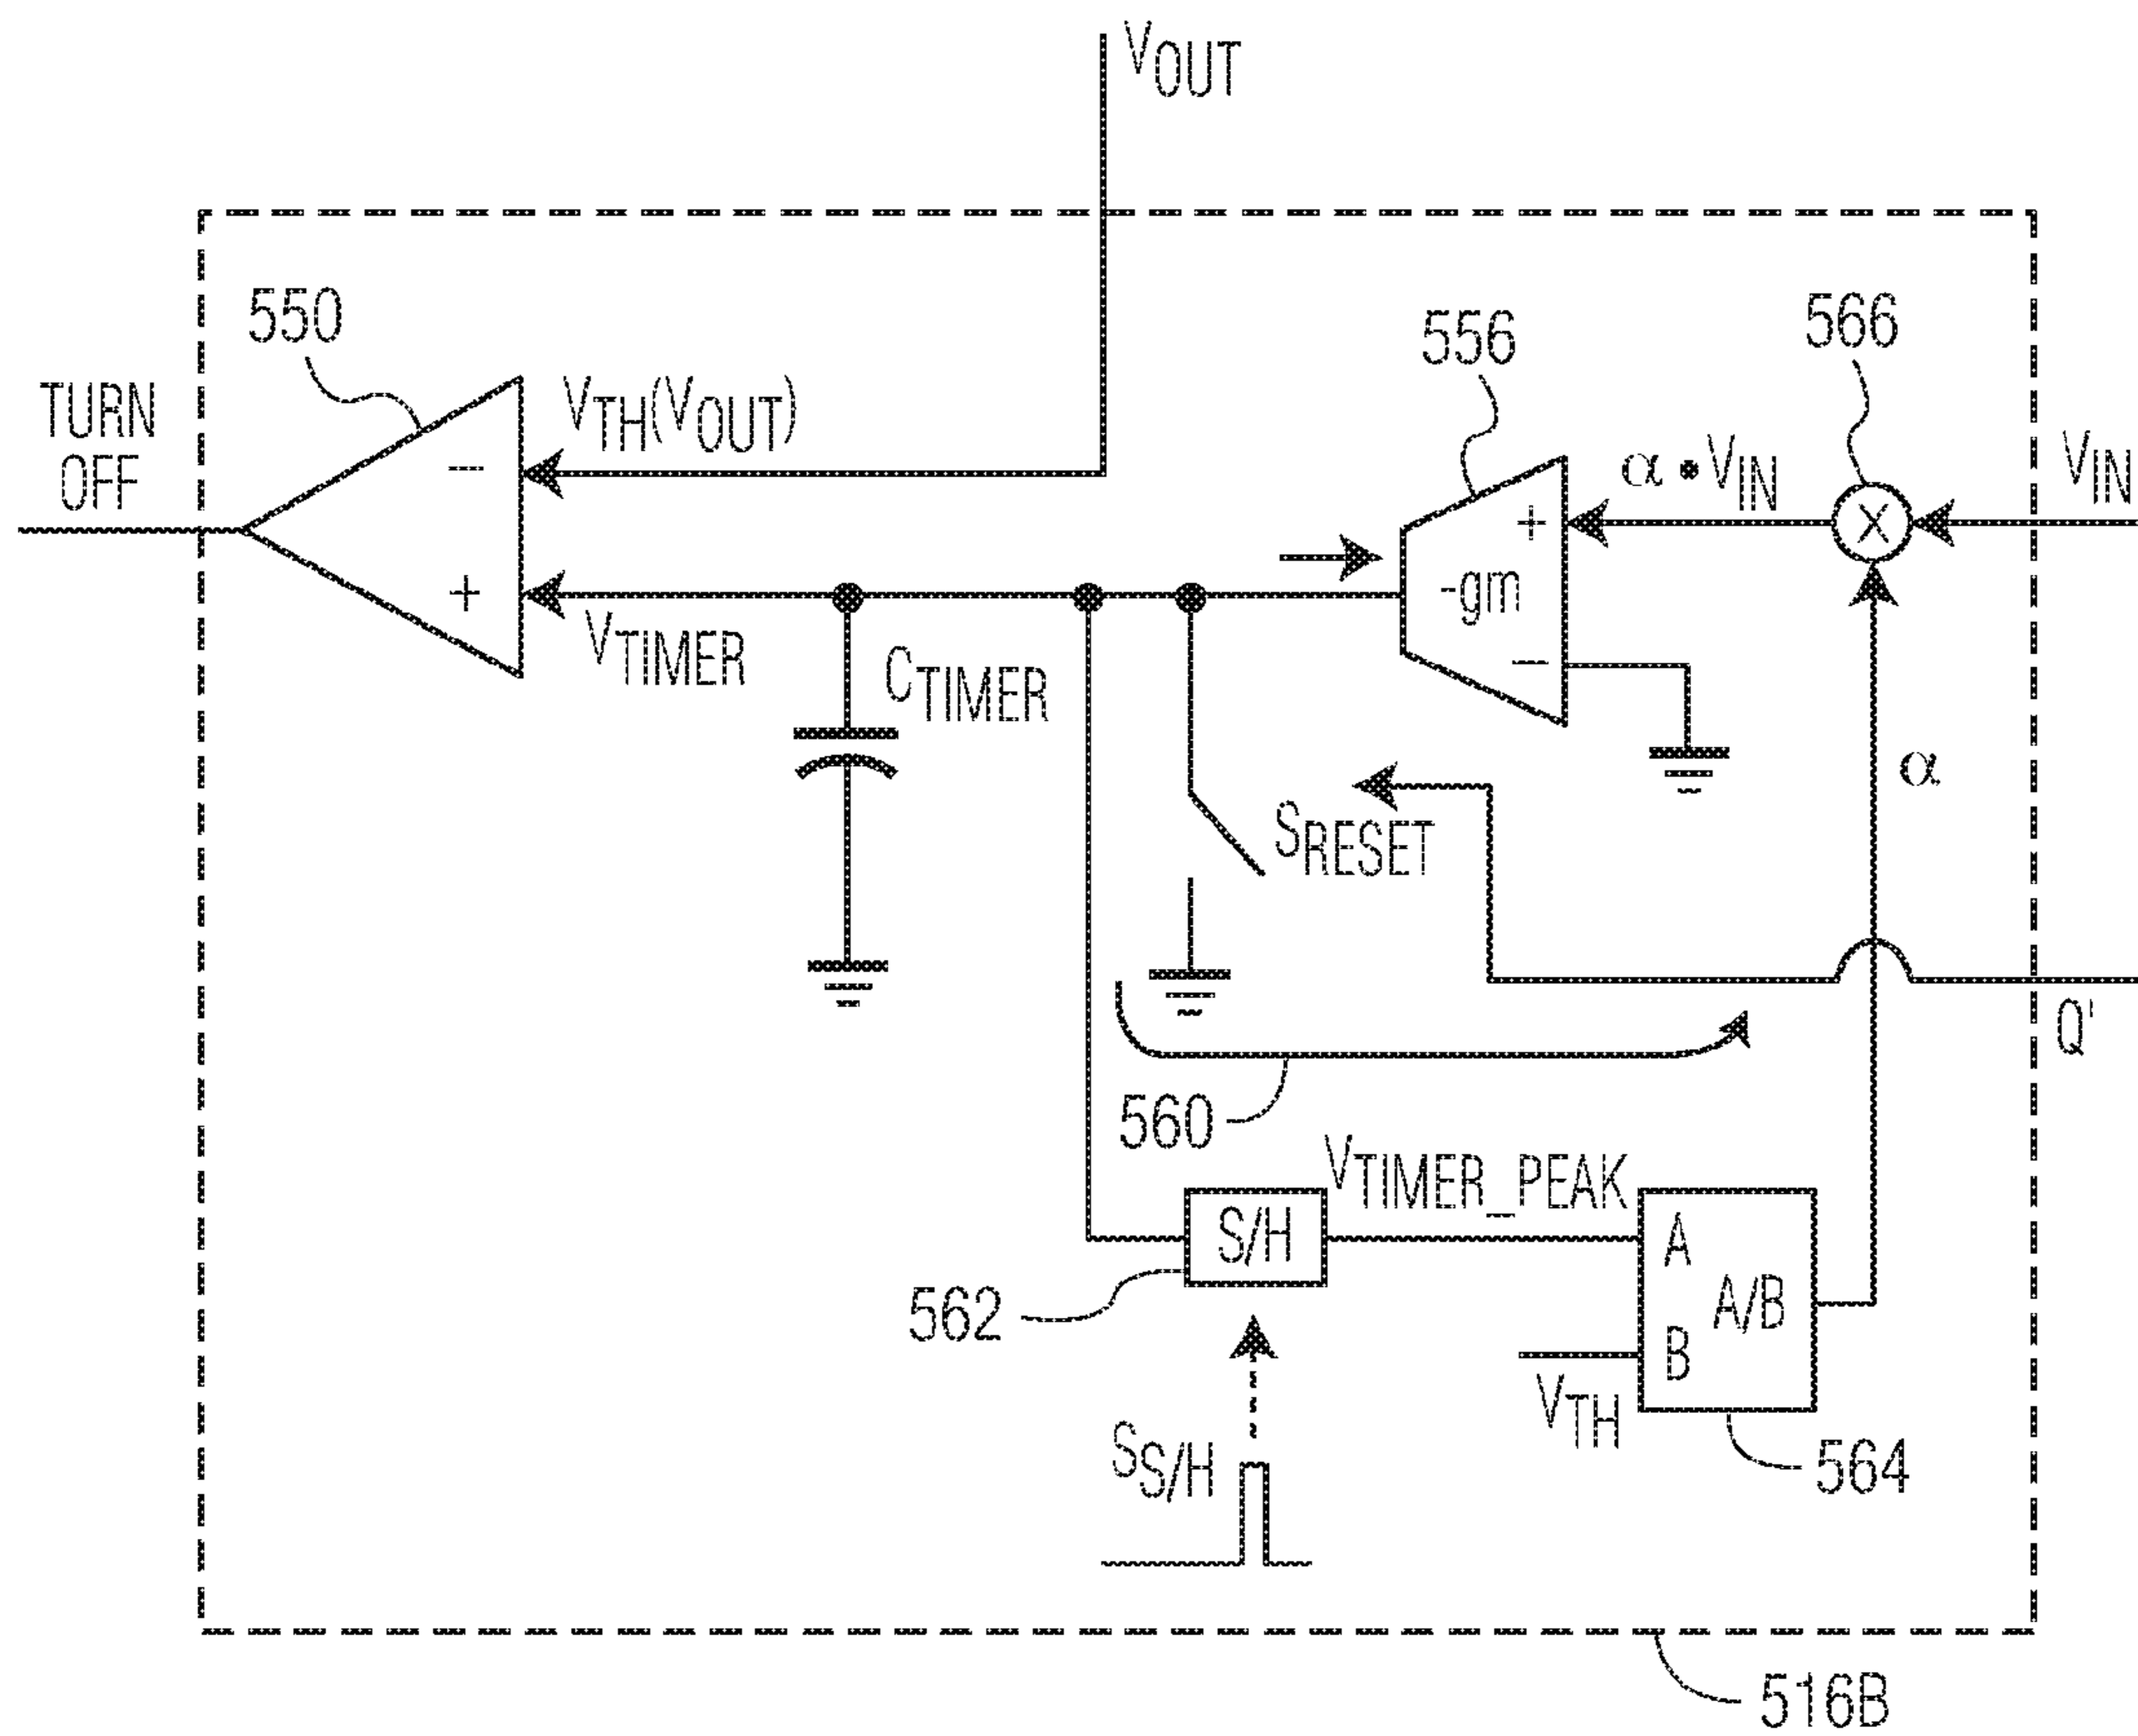 VOUT
550
556
566
TURN
OFF
VTH(VOUT)
α • VIN
VIN
−
+
X
-gm
+
−
VTIMER
CTIMER
α
SRESET
Q'
560
VTIMER_PEAK
S/H
A
A/B
B
562
VTH
SS/H
564
516B